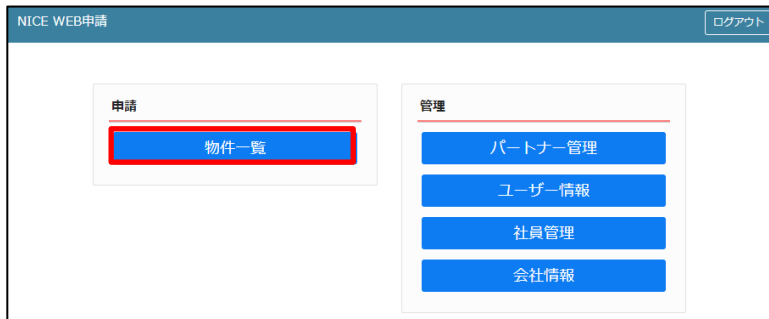 NICE WEB申請
ログアウト
申請
物件一覧
管理
パートナー管理
ユーザー情報
社員管理
会社情報